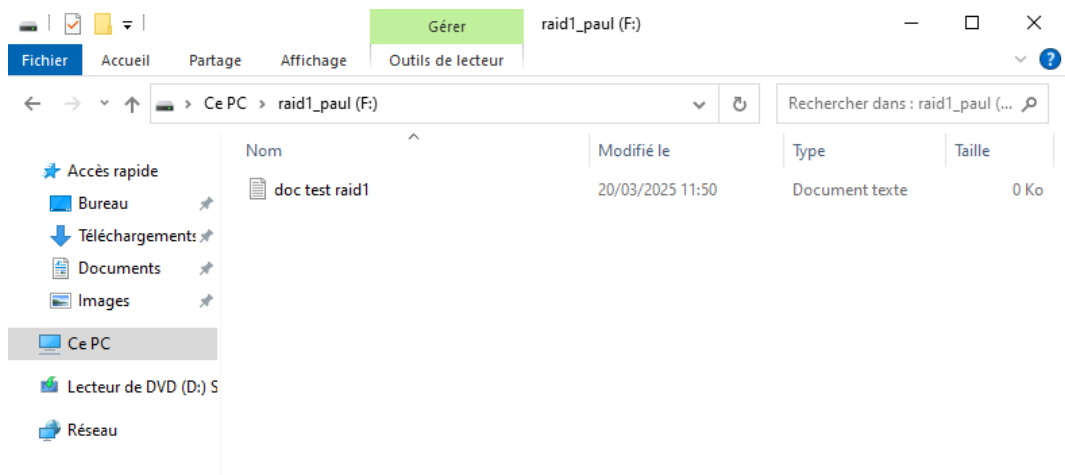 Gérer
raid1_paul (F:)
Fichier
Accueil
Partage
Affichage
Outils de lecteur
?
Ce PC > raid1_paul (F:)
Rechercher dans : raid1_paul (...
Nom
Modifié le
Type
Taille
Accès rapide
doc test raid1
20/03/2025 11:50
Document texte
0 Ko
Bureau
Téléchargements
Documents
Images
Ce PC
Lecteur de DVD (D:) S
Réseau